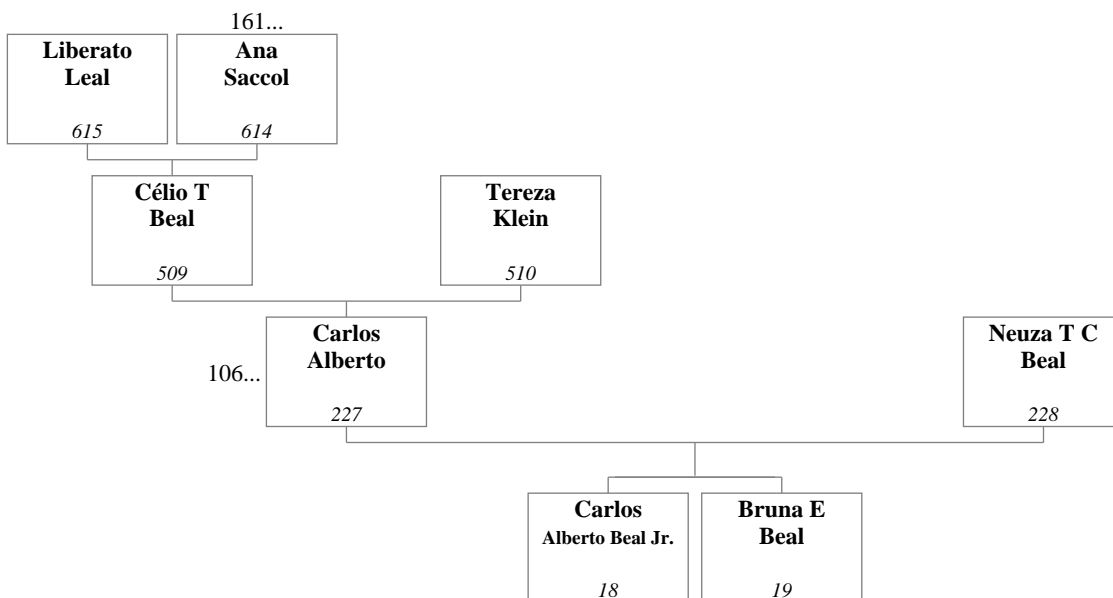 161...
Liberato
Leal
615
Ana
Saccol
614
Célio T
Beal
509
Tereza
Klein
510
106...
Carlos
Alberto
227
Neuza T C
Beal
228
Carlos
Alberto Beal Jr.
18
Bruna E
Beal
19